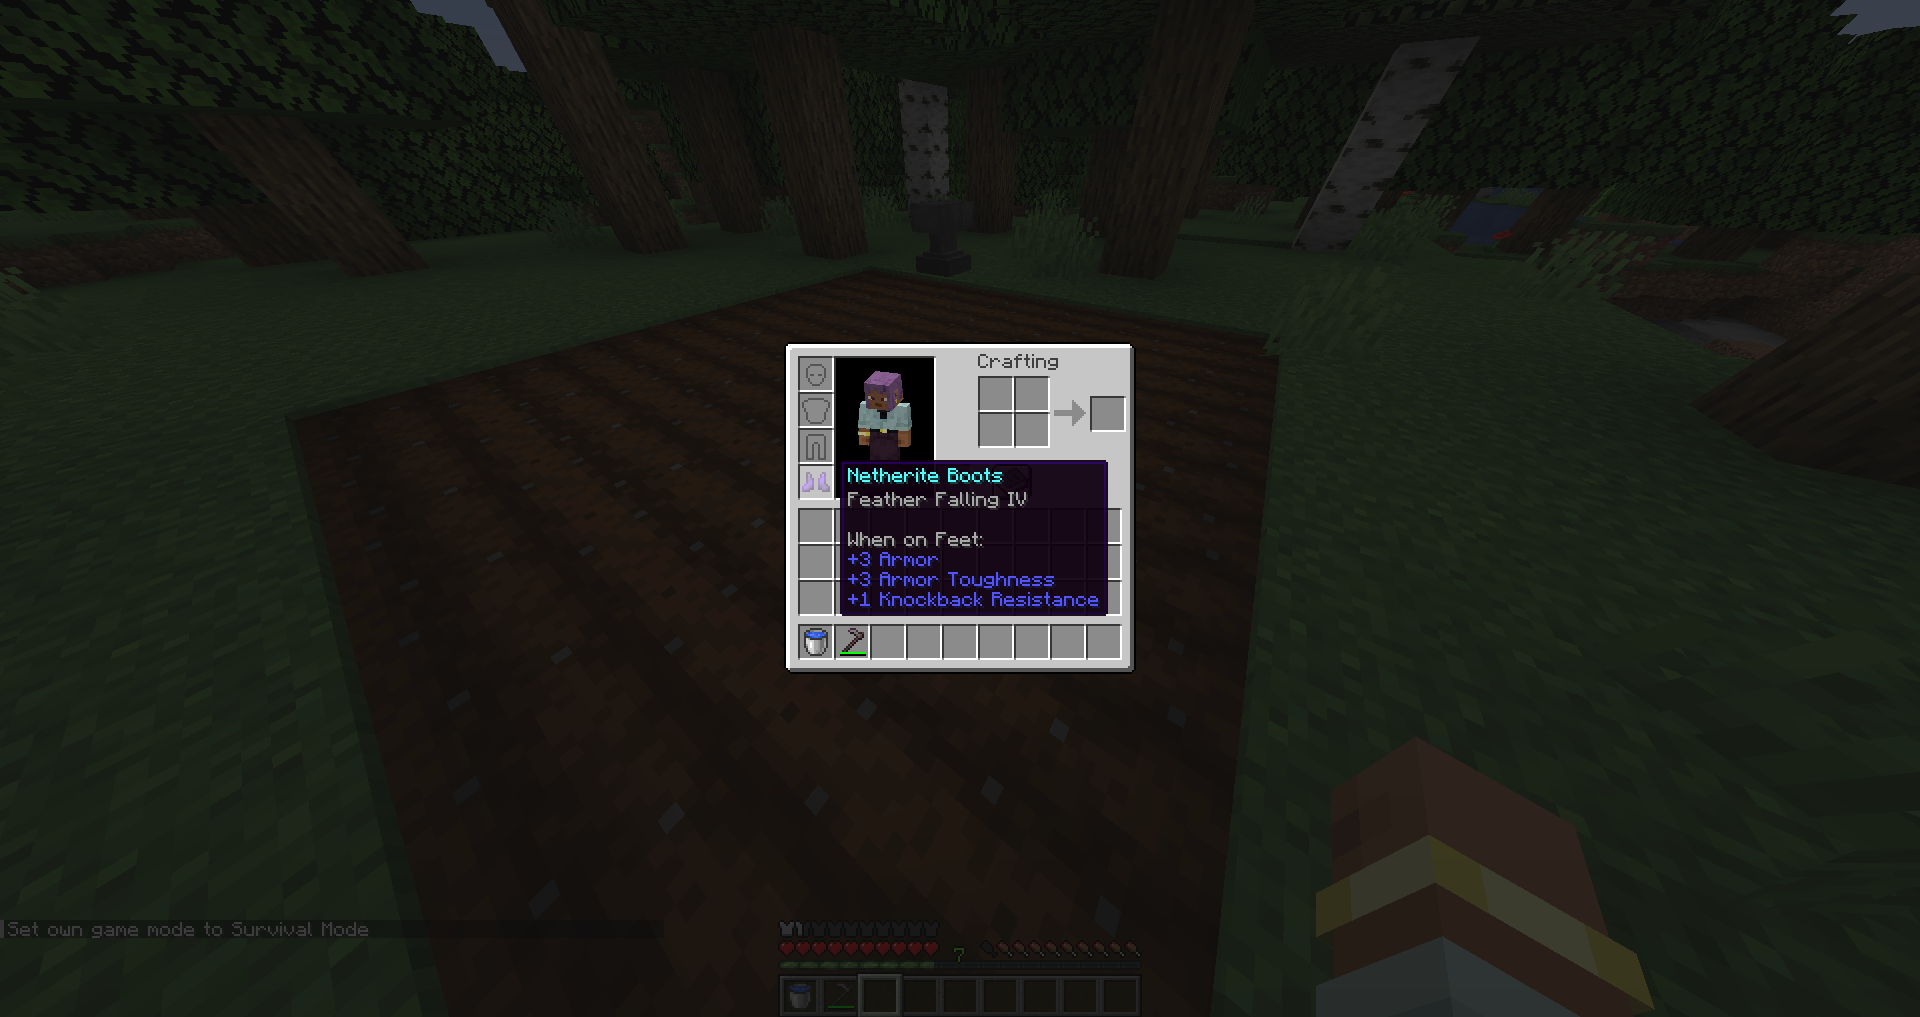 Crafting
Netherite Boots
Feather Falling IV
When on Feet:
+3 Armor
+3 Armor Toughness
+1 Knockback Resistance
Set own game mode to Survival Mode
7